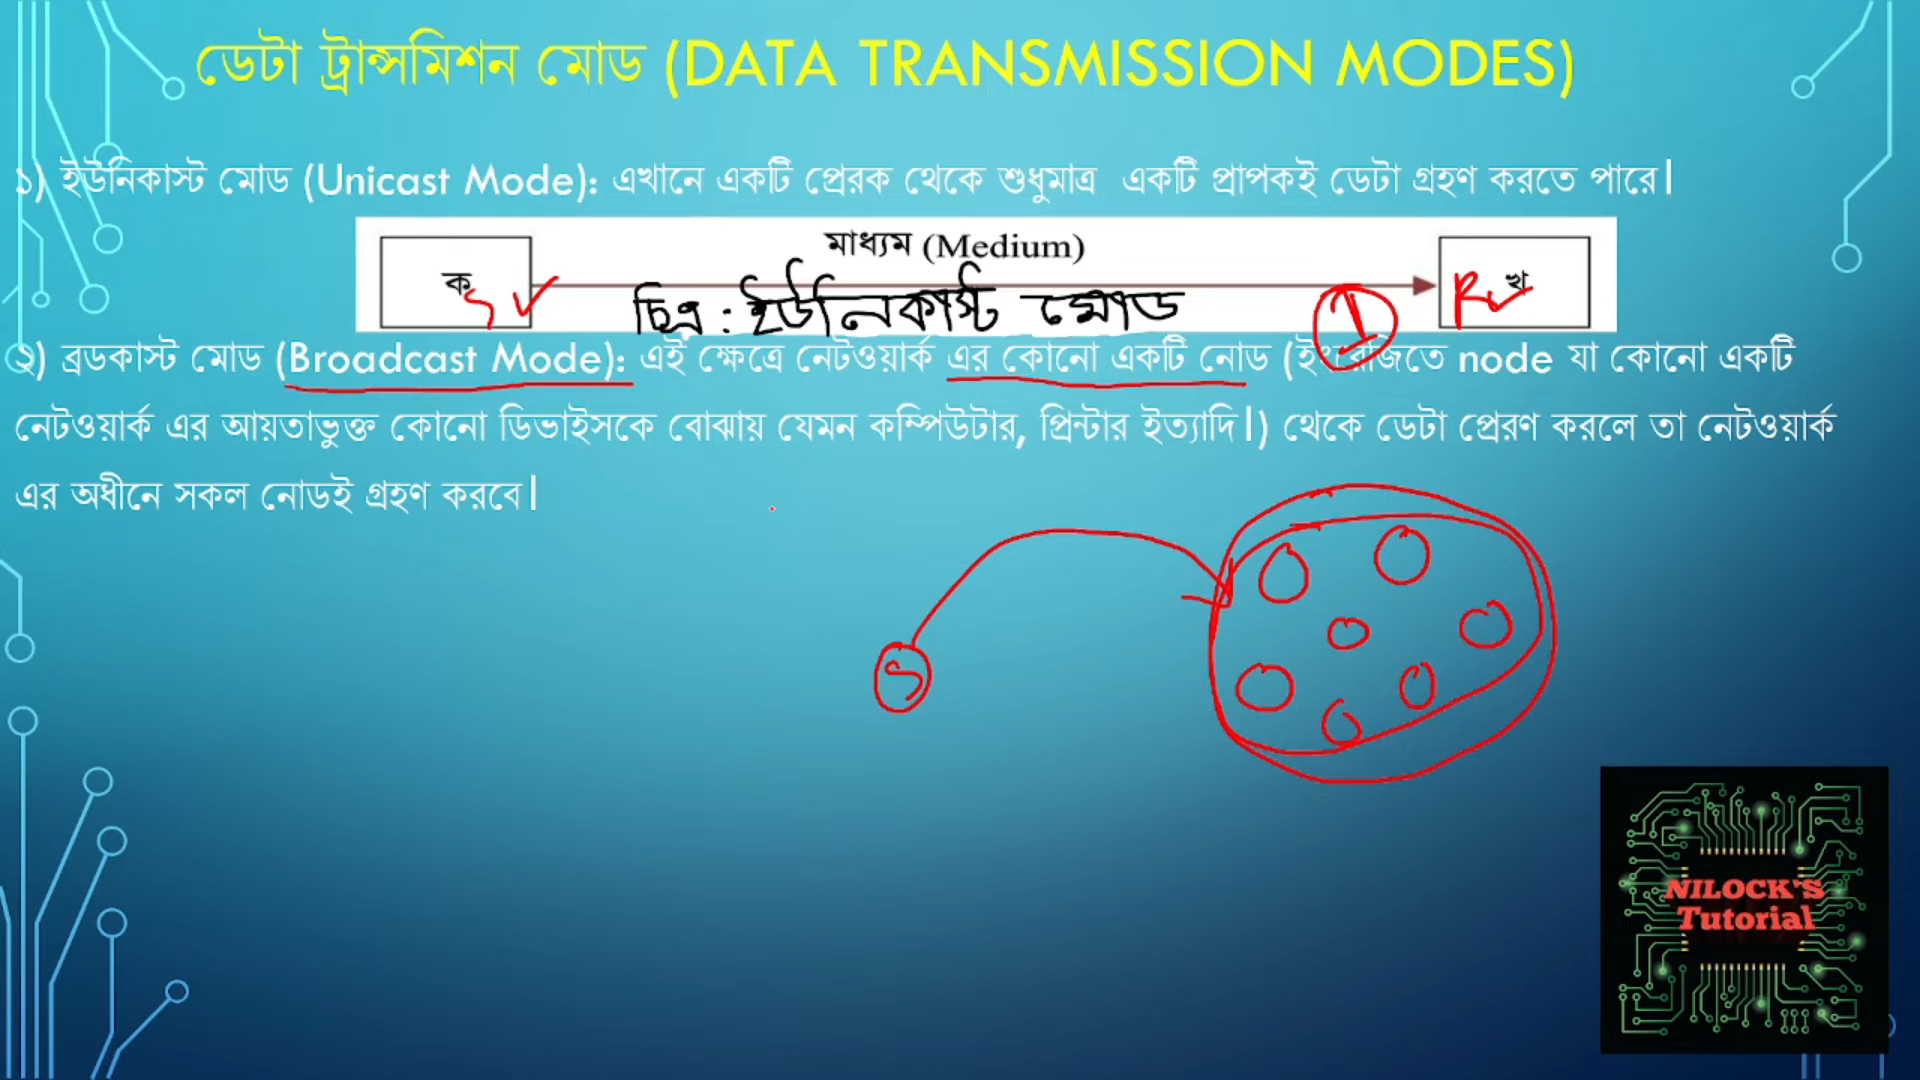 ডেটা ট্রান্সমিশন মোড (DATA TRANSMISSION MODES)
১) ইউনিকাস্ট মোড (Unicast Mode): এখানে একটি প্রেরক থেকে শুধুমাত্র একটি প্রাপকই ডেটা গ্রহণ করতে পারে।
মাধ্যম (Medium)
ক S
R খ
চিত্র : ইউনিকাস্ট মোড
1
২) ব্রডকাস্ট মোড (Broadcast Mode): এই ক্ষেত্রে নেটওয়ার্ক এর কোনো একটি নোড (ইংরেজিতে node যা কোনো একটি
নেটওয়ার্ক এর আয়তাভুক্ত কোনো ডিভাইসকে বোঝায় যেমন কম্পিউটার, প্রিন্টার ইত্যাদি।) থেকে ডেটা প্রেরণ করলে তা নেটওয়ার্ক
এর অধীনে সকল নোডই গ্রহণ করবে।
S
NILOCK'S
Tutorial